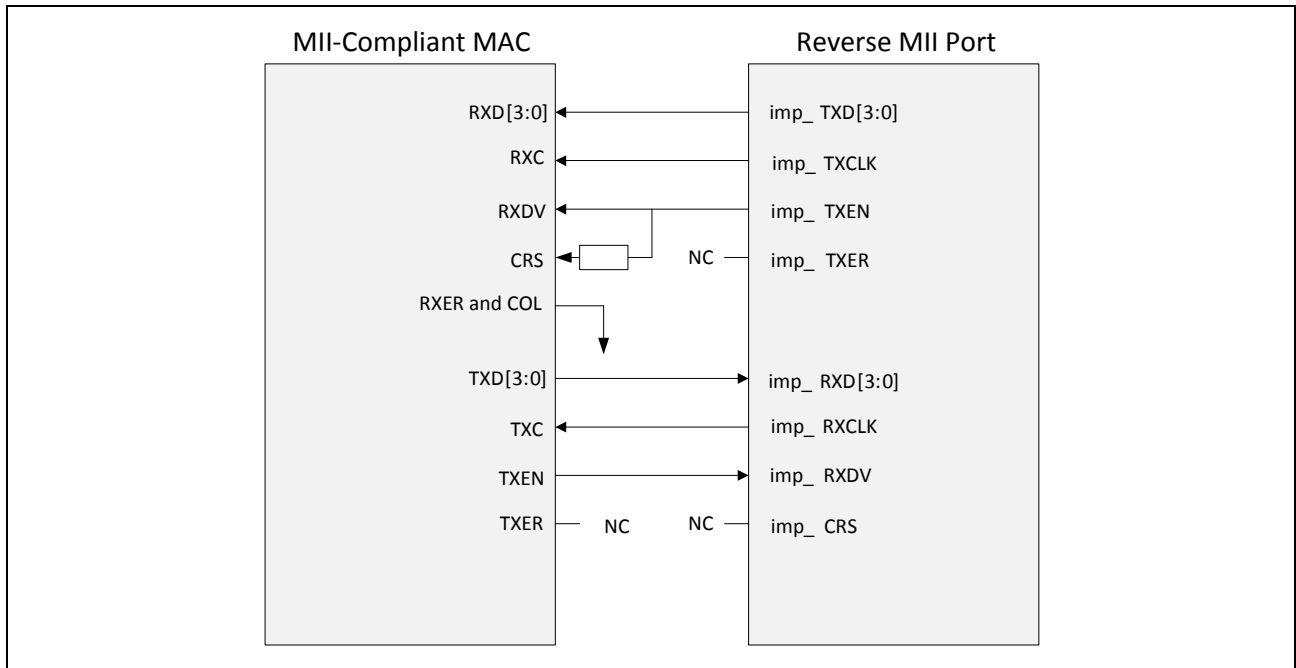 MII-Compliant MAC
Reverse MII Port
RXD[3:0]
imp_ TXD[3:0]
RXC
imp_ TXCLK
RXDV
imp_ TXEN
CRS
NC
imp_ TXER
RXER and COL
TXD[3:0]
imp_ RXD[3:0]
TXC
imp_ RXCLK
TXEN
imp_ RXDV
TXER
NC
NC
imp_ CRS